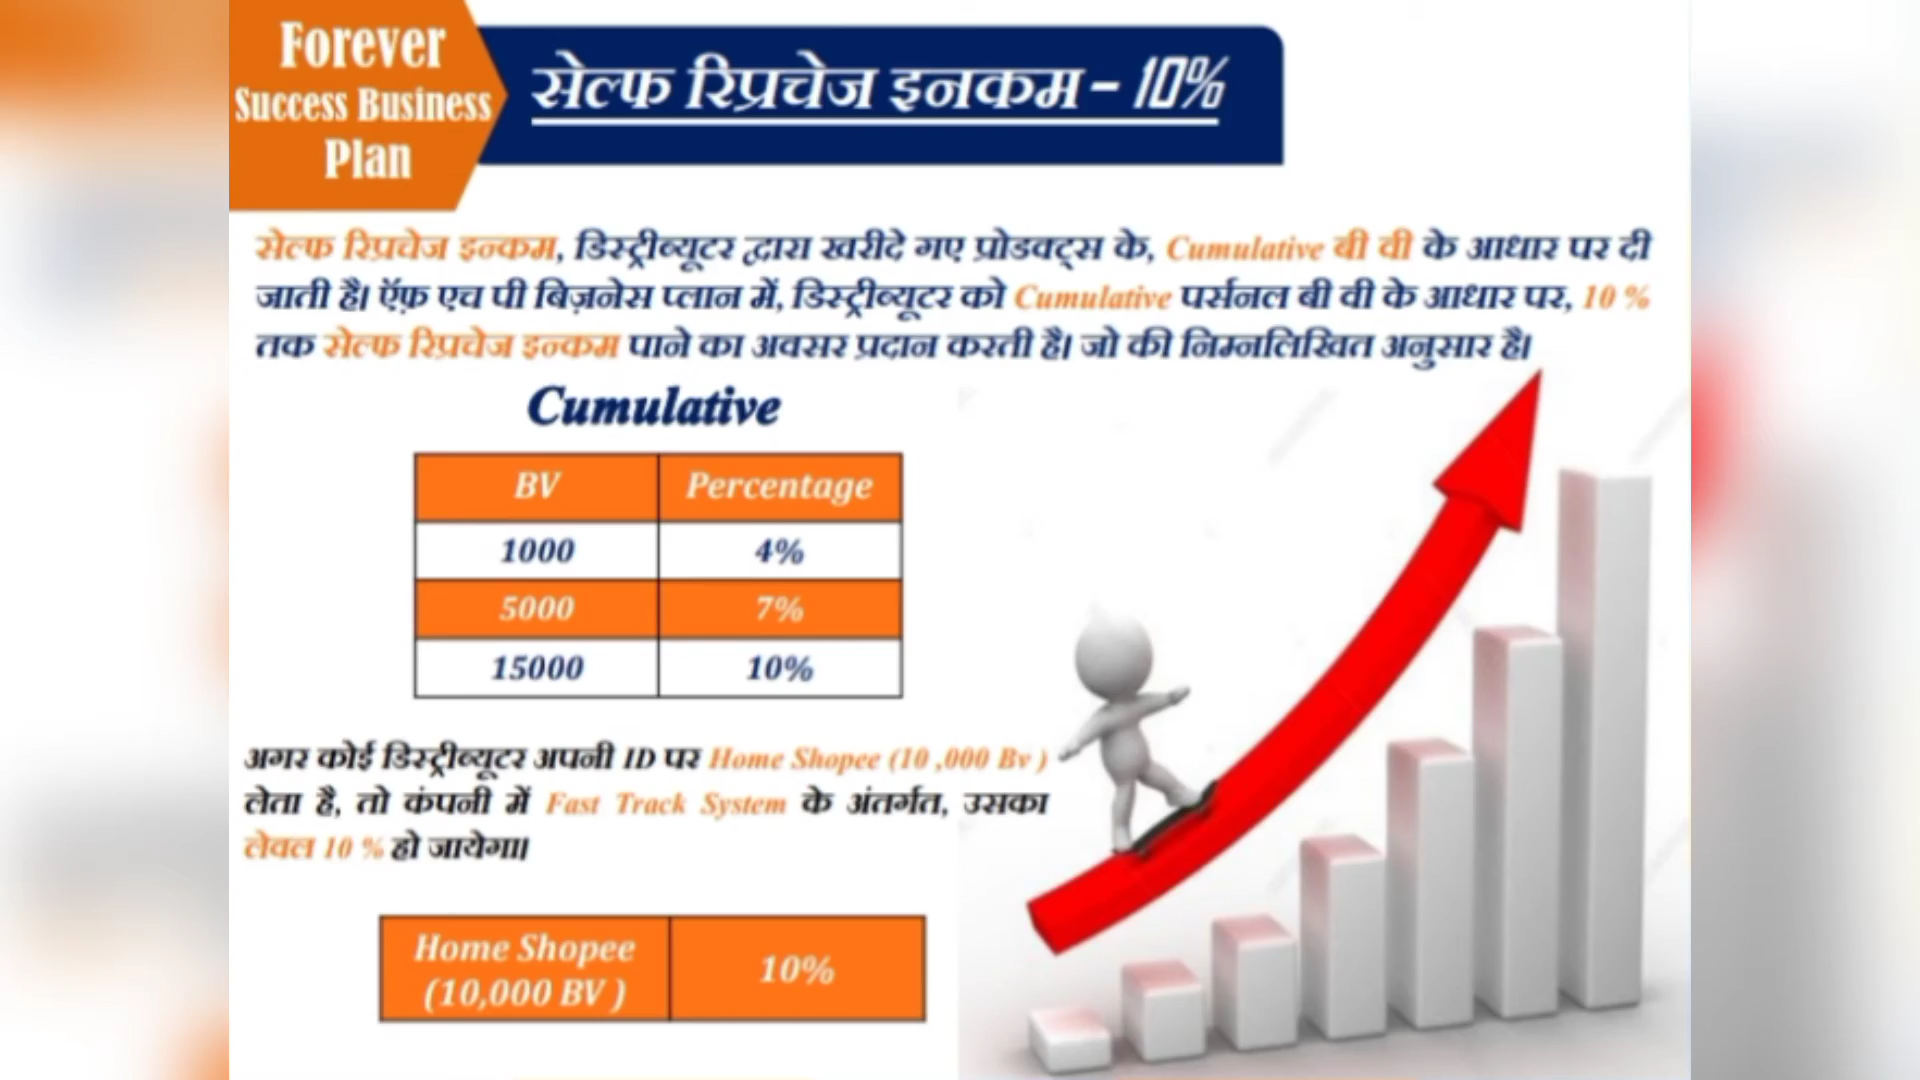 Forever
Success Business
Plan
सेल्फ रिप्रचेज इनकम - 10%
सेल्फ रिप्रचेज इन्कम, डिस्ट्रीब्यूटर द्वारा खरीदे गए प्रोडक्ट्स के, Cumulative बी वी के आधार पर दी
जाती है। ऍफ़ एच पी बिज़नेस प्लान में, डिस्ट्रीब्यूटर को Cumulative पर्सनल बी वी के आधार पर, 10 %
तक सेल्फ रिप्रचेज इन्कम पाने का अवसर प्रदान करती है। जो की निम्नलिखित अनुसार है।
Cumulative
BV Percentage
1000 4%
5000 7%
15000 10%
अगर कोई डिस्ट्रीब्यूटर अपनी ID पर Home Shopee (10 ,000 Bv )
लेता है, तो कंपनी में Fast Track System के अंतर्गत, उसका
लेवल 10 % हो जायेगा।
Home Shopee
(10,000 BV )
10%